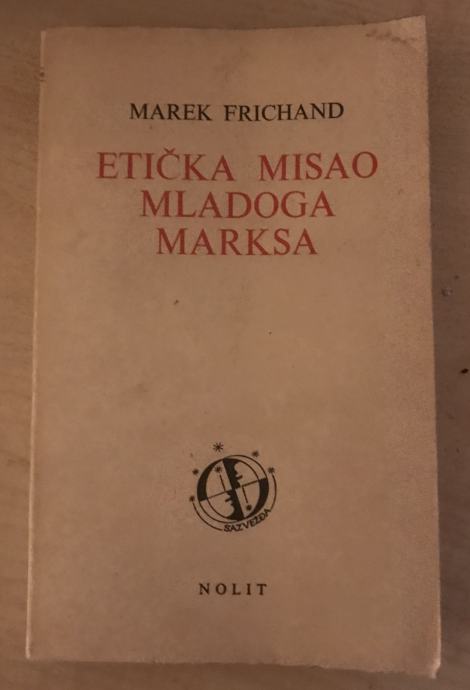 MAREK FRICHAND
ETIČKA MISAO
MLADOGA
MARKSA
SAZVEŽĐA
NOLIT